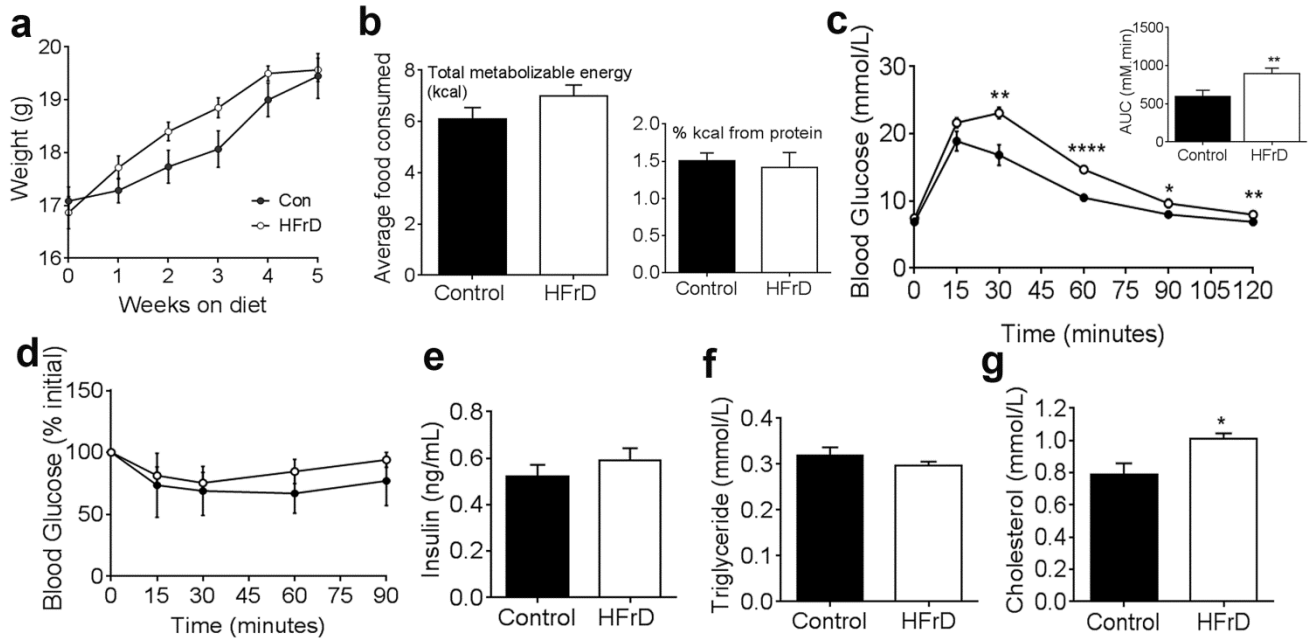 a
Weight (g)
20
19
18
17
16
Con
HFrD
0 1 2 3 4 5
Weeks on diet
b
Average food consumed
8
6
4
2
0
Total metabolizable energy
(kcal)
Control HFrD
% kcal from protein
2.0
1.5
1.0
0.5
0.0
Control HFrD
c
Blood Glucose (mmol/L)
30
20
10
0
**
****
*
**
0 15 30 45 60 75 90 105 120
Time (minutes)
AUC (mM.min)
1500
1000
500
0
**
Control HFrD
d
Blood Glucose (% initial)
150
100
50
0
0 15 30 45 60 75 90
Time (minutes)
e
Insulin (ng/mL)
0.8
0.6
0.4
0.2
0.0
Control HFrD
f
Triglyceride (mmol/L)
0.4
0.3
0.2
0.1
0.0
Control HFrD
g
Cholesterol (mmol/L)
1.2
1.0
0.8
0.6
0.4
0.2
0.0
*
Control HFrD